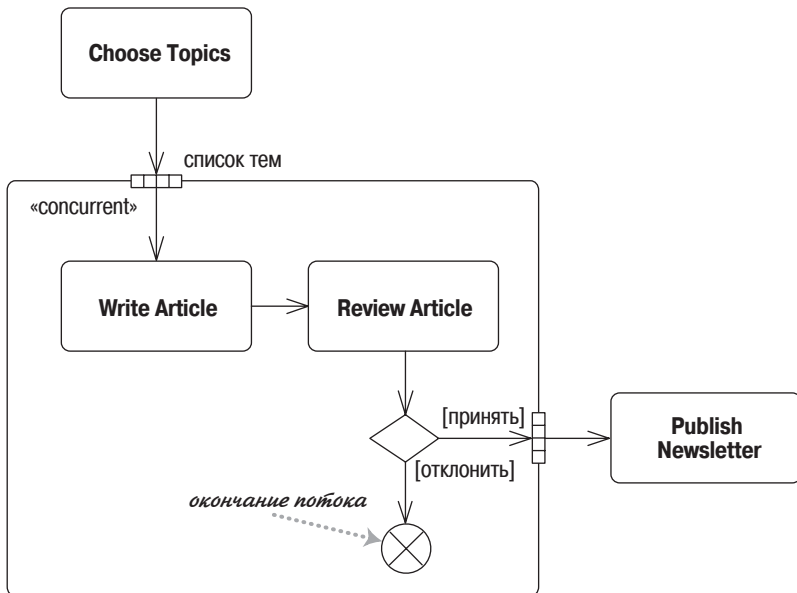 Choose Topics
список тем
«concurrent»
Write Article
Review Article
[принять]
Publish
Newsletter
[отклонить]
окончание потока